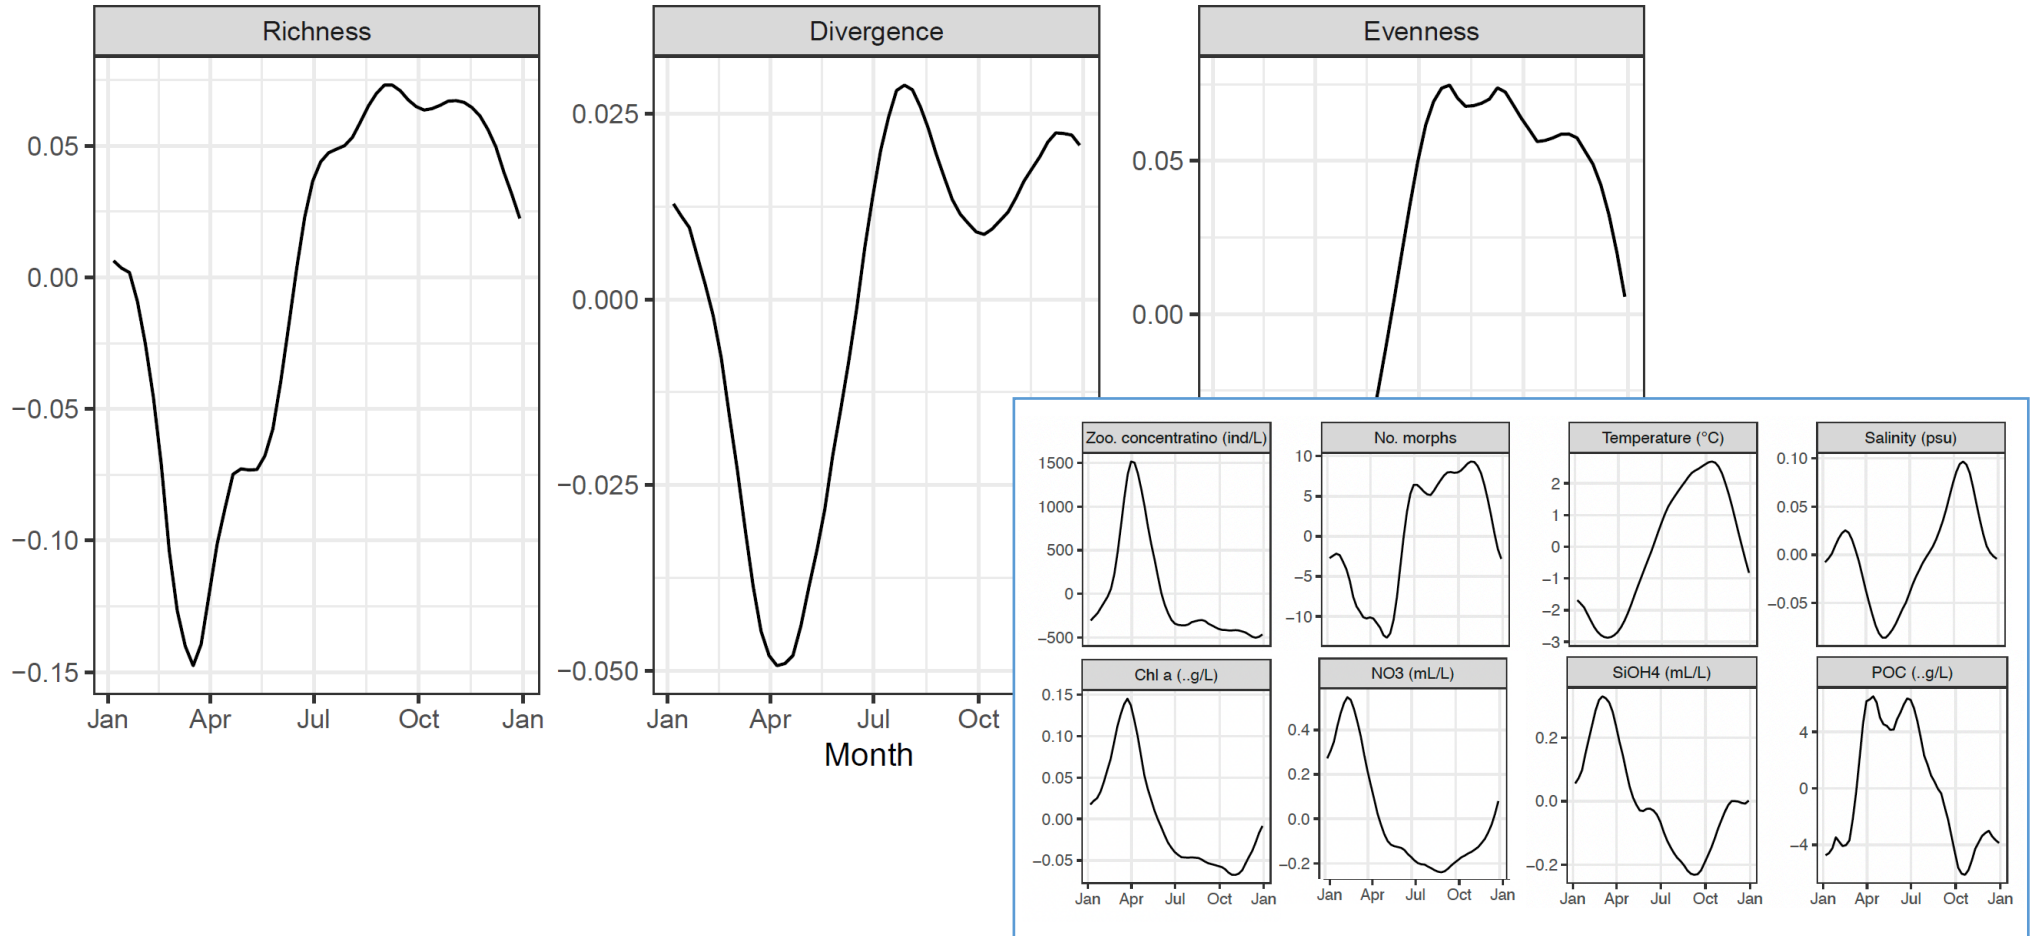 Richness
Divergence
Evenness
0.05
0.00
−0.05
−0.10
−0.15
Jan Apr Jul Oct Jan
0.025
0.000
−0.025
−0.050
Jan Apr Jul Oct
Month
0.05
0.00
Zoo. concentratino (ind/L)
1500
1000
500
0
−500
No. morphs
10
5
0
−5
−10
Temperature (°C)
2
1
0
−1
−2
−3
Salinity (psu)
0.10
0.05
0.00
−0.05
Chl a (..g/L)
0.15
0.10
0.05
0.00
−0.05
Jan Apr Jul Oct Jan
NO3 (mL/L)
0.4
0.2
0.0
−0.2
Jan Apr Jul Oct Jan
SiOH4 (mL/L)
0.2
0.0
−0.2
Jan Apr Jul Oct Jan
POC (..g/L)
4
0
−4
Jan Apr Jul Oct Jan